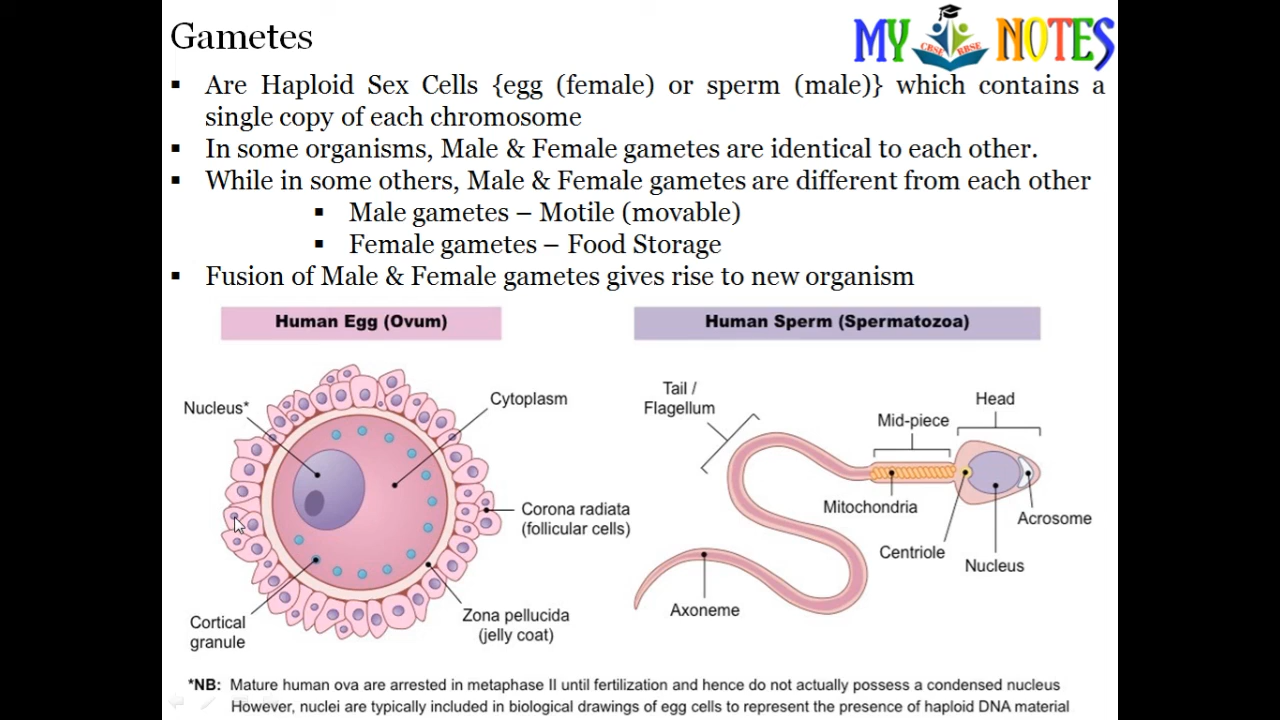 Gametes
MY NOTES
CBSE RBSE
▪ Are Haploid Sex Cells {egg (female) or sperm (male)} which contains a
single copy of each chromosome
▪ In some organisms, Male & Female gametes are identical to each other.
▪ While in some others, Male & Female gametes are different from each other
▪ Male gametes – Motile (movable)
▪ Female gametes – Food Storage
▪ Fusion of Male & Female gametes gives rise to new organism
Human Egg (Ovum)
Nucleus*
Cytoplasm
Corona radiata
(follicular cells)
Zona pellucida
(jelly coat)
Cortical
granule
Human Sperm (Spermatozoa)
Tail /
Flagellum
Mid-piece
Head
Mitochondria
Acrosome
Centriole
Nucleus
Axoneme
*NB: Mature human ova are arrested in metaphase II until fertilization and hence do not actually possess a condensed nucleus
However, nuclei are typically included in biological drawings of egg cells to represent the presence of haploid DNA material